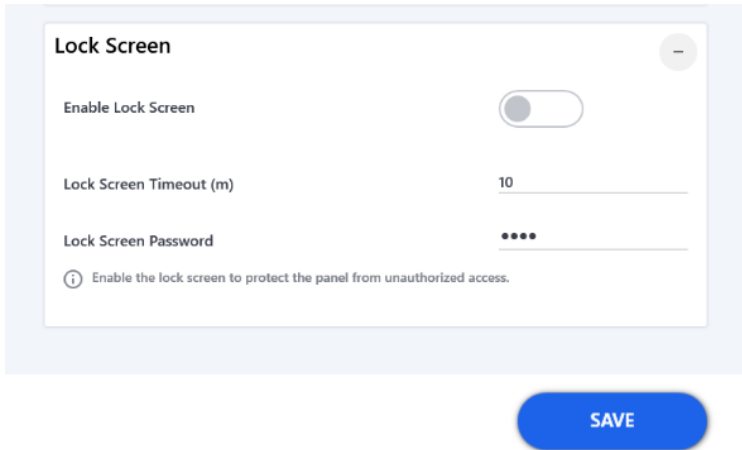 Lock Screen
Enable Lock Screen
Lock Screen Timeout (m)
10
Lock Screen Password
••••
Enable the lock screen to protect the panel from unauthorized access.
SAVE